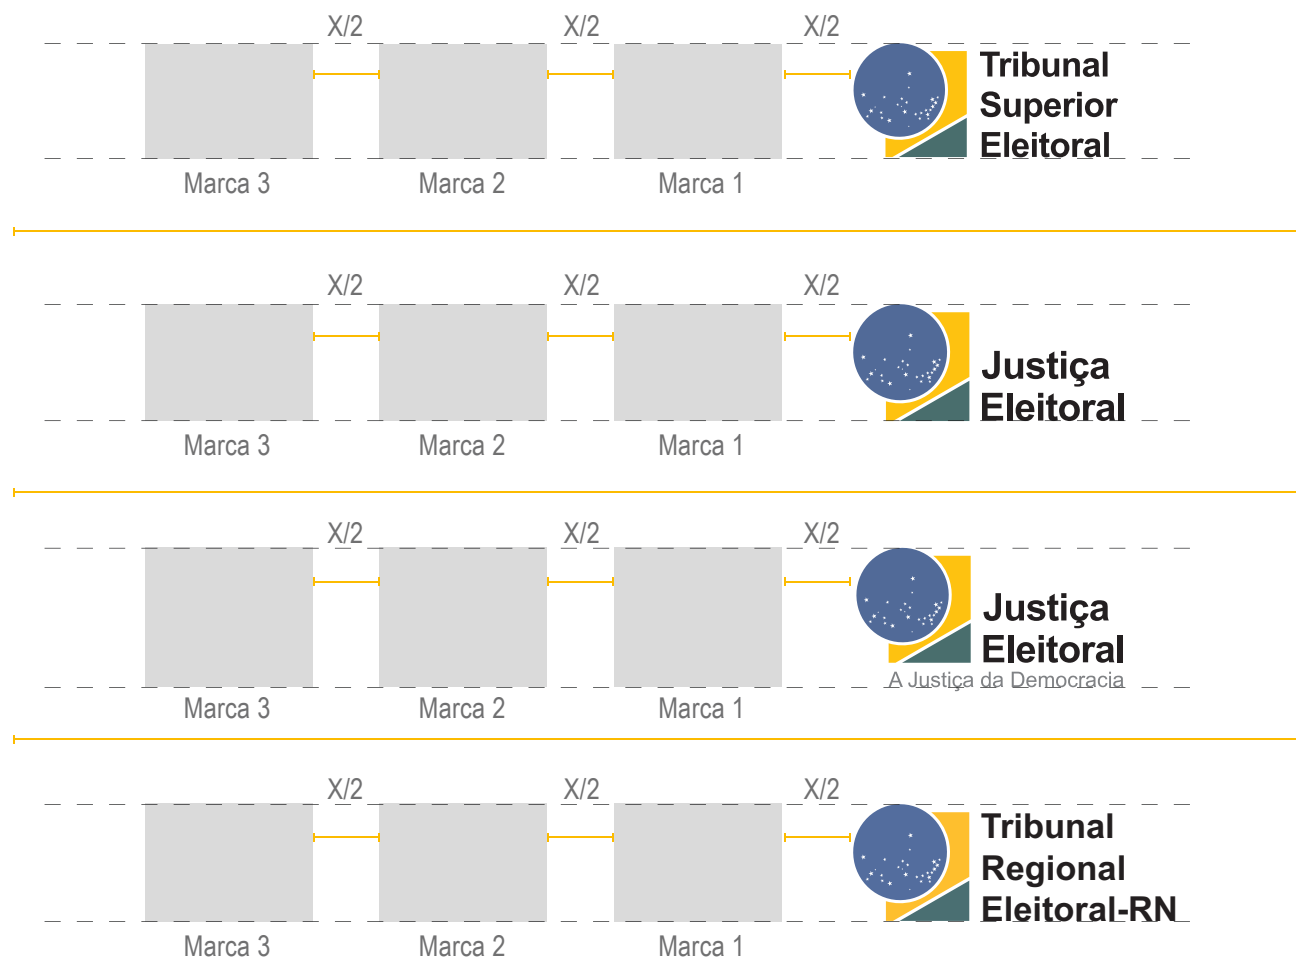 X/2 X/2 X/2
Tribunal
Superior
Eleitoral
Marca 3 Marca 2 Marca 1
X/2 X/2 X/2
Justiça
Eleitoral
Marca 3 Marca 2 Marca 1
X/2 X/2 X/2
Justiça
Eleitoral
A Justiça da Democracia
Marca 3 Marca 2 Marca 1
X/2 X/2 X/2
Tribunal
Regional
Eleitoral-RN
Marca 3 Marca 2 Marca 1